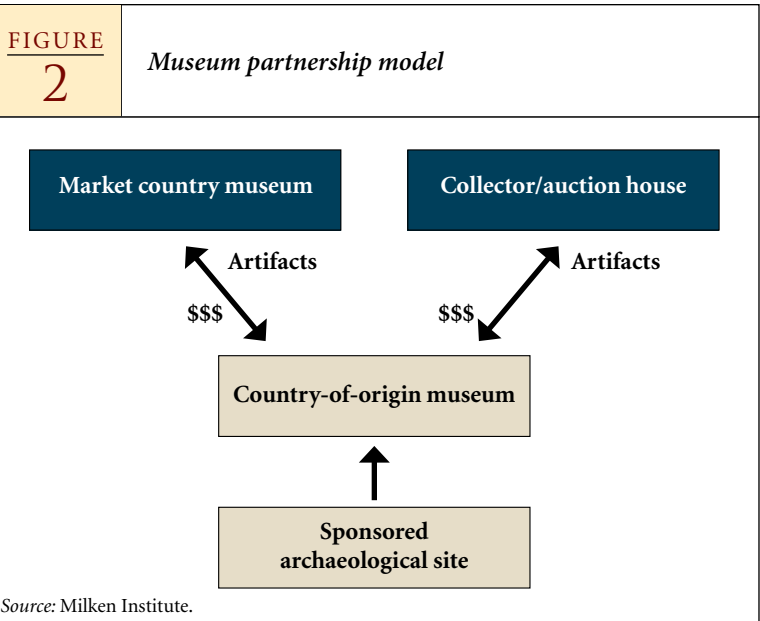 FIGURE
2
Museum partnership model
Market country museum
Collector/auction house
Artifacts
Artifacts
$$$
$$$
Country-of-origin museum
Sponsored
archaeological site
Source: Milken Institute.